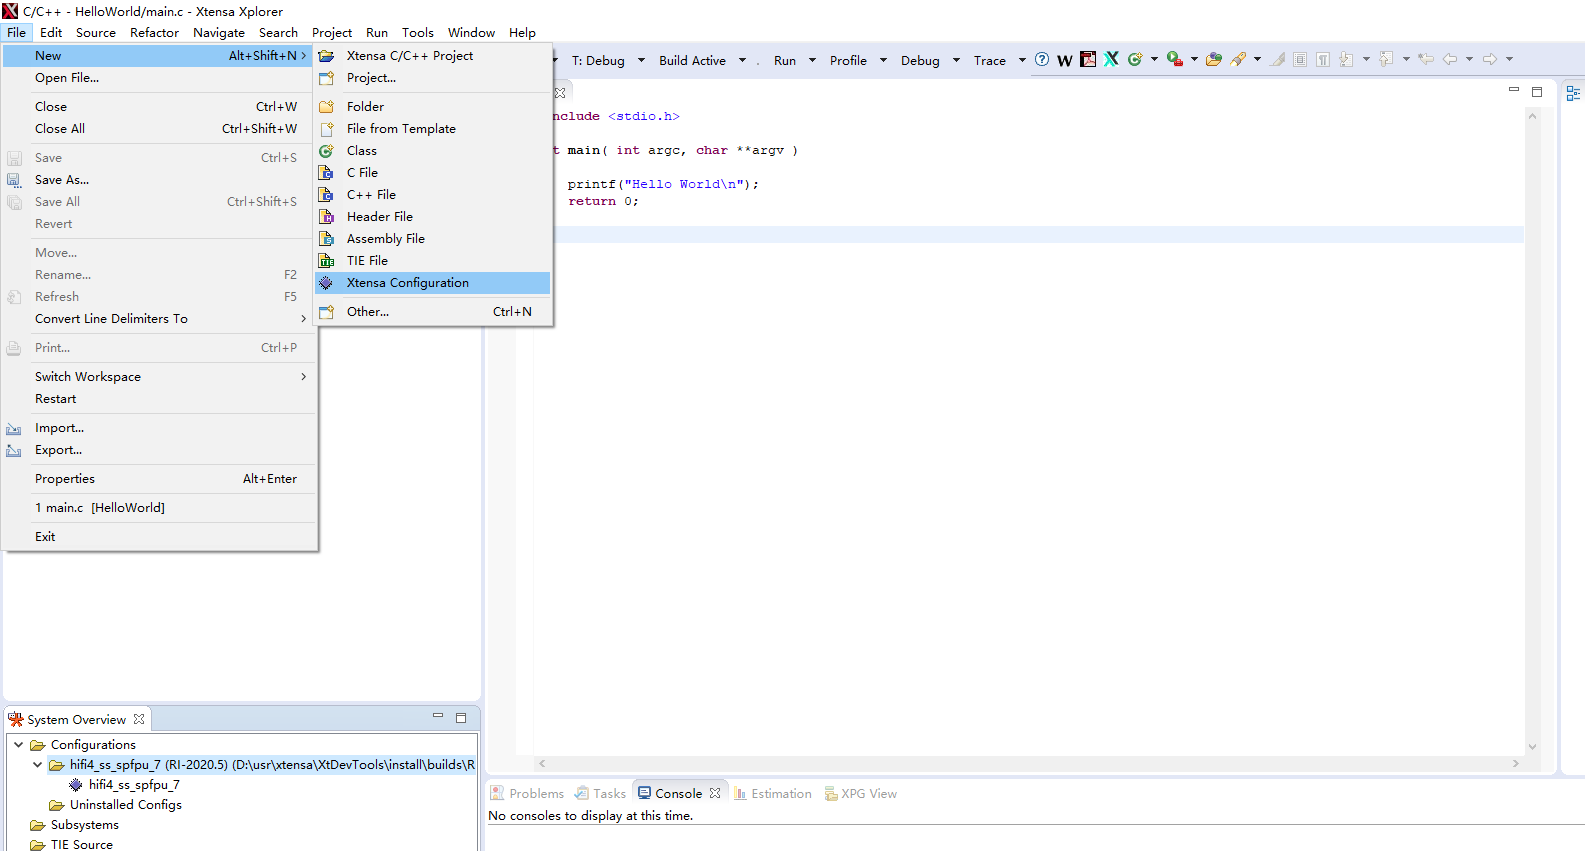 C/C++ - HelloWorld/main.c - Xtensa Xplorer
File Edit Source Refactor Navigate Search Project Run Tools Window Help
T: Debug Build Active . Run Profile Debug Trace
New Alt+Shift+N
Open File...
Close Ctrl+W
Close All Ctrl+Shift+W
Save Ctrl+S
Save As...
Save All Ctrl+Shift+S
Revert
Move...
Rename... F2
Refresh F5
Convert Line Delimiters To
Print... Ctrl+P
Switch Workspace
Restart
Import...
Export...
Properties Alt+Enter
1 main.c [HelloWorld]
Exit
Xtensa C/C++ Project
Project...
Folder
File from Template
Class
C File
C++ File
Header File
Assembly File
TIE File
Xtensa Configuration
Other... Ctrl+N
nclude <stdio.h>
t main( int argc, char **argv )
printf("Hello World\n");
return 0;
System Overview
Configurations
hifi4_ss_spfpu_7 (RI-2020.5) (D:\usr\xtensa\XtDevTools\install\builds\R
hifi4_ss_spfpu_7
Uninstalled Configs
Subsystems
TIE Source
Problems Tasks Console Estimation XPG View
No consoles to display at this time.